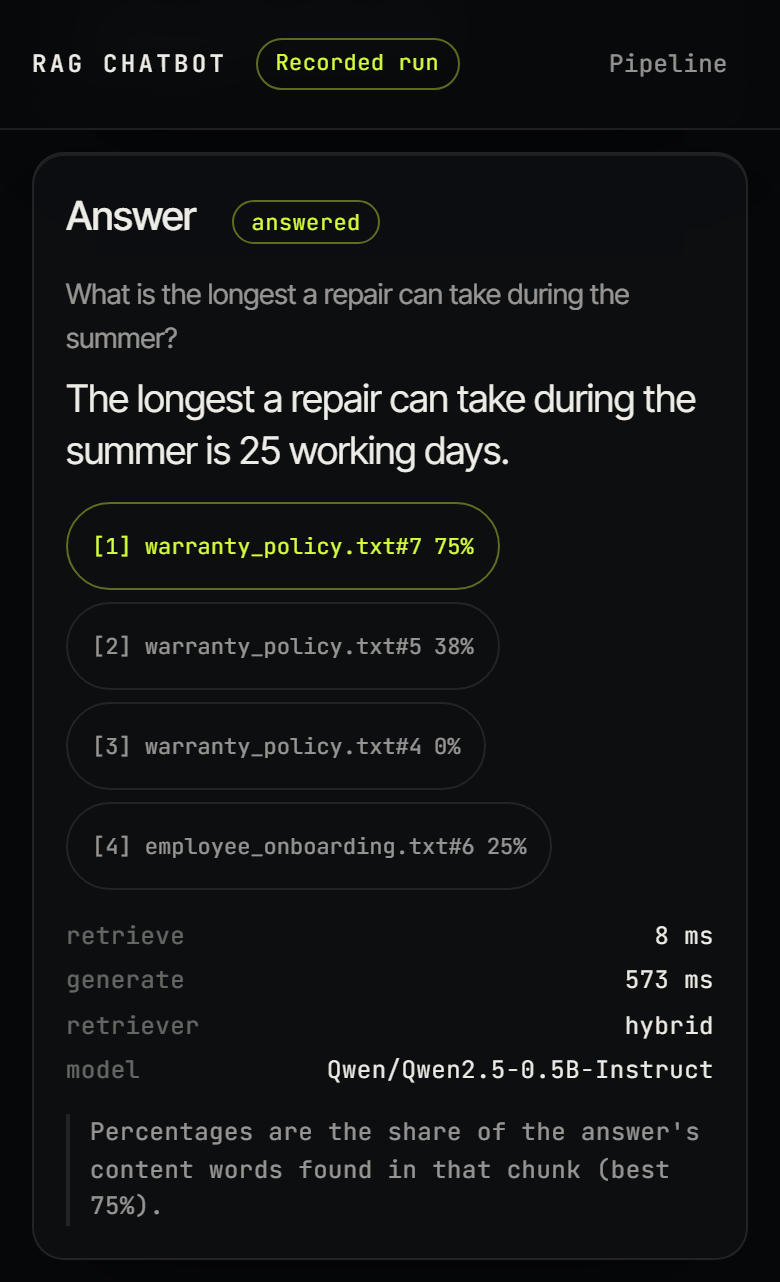 RAG CHATBOT Recorded run Pipeline
Answer answered
What is the longest a repair can take during the
summer?
The longest a repair can take during the
summer is 25 working days.
[1] warranty_policy.txt#7 75%
[2] warranty_policy.txt#5 38%
[3] warranty_policy.txt#4 0%
[4] employee_onboarding.txt#6 25%
retrieve 8 ms
generate 573 ms
retriever hybrid
model Qwen/Qwen2.5-0.5B-Instruct
Percentages are the share of the answer's
content words found in that chunk (best
75%).